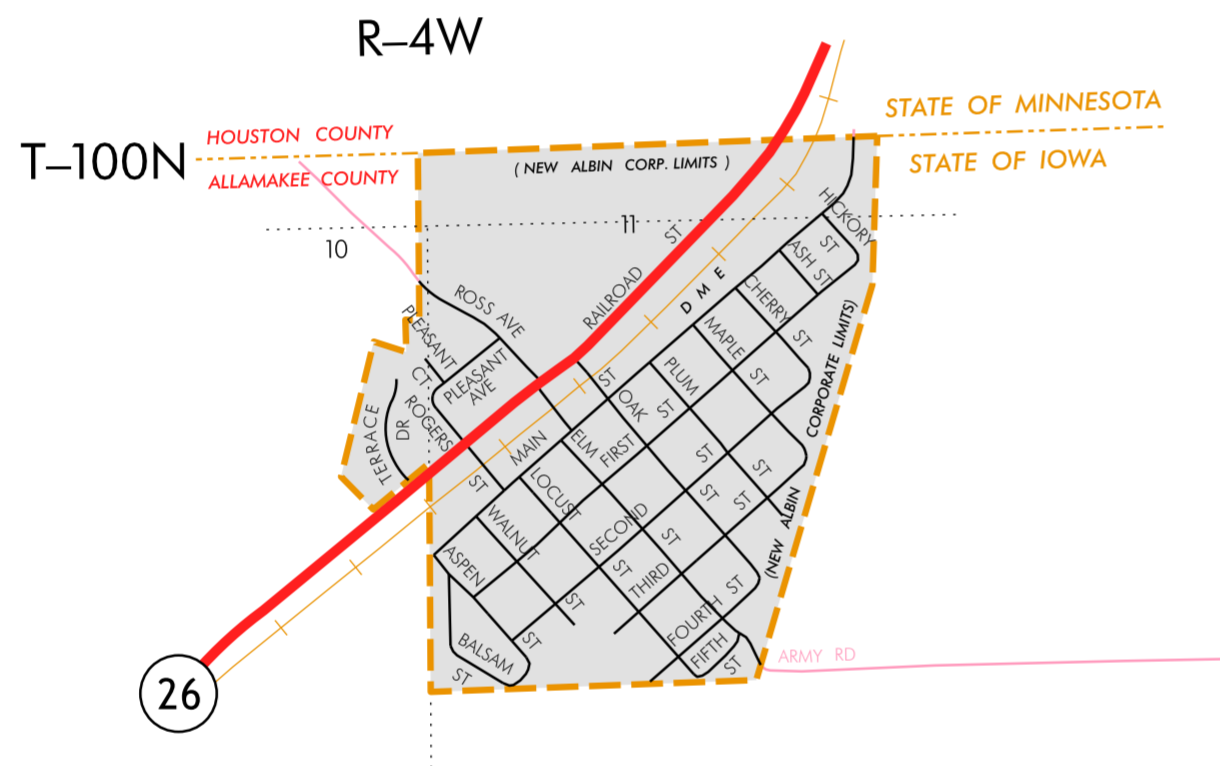 R–4W
T–100N
HOUSTON COUNTY
ALLAMAKEE COUNTY
STATE OF MINNESOTA
STATE OF IOWA
( NEW ALBIN CORP. LIMITS )
10
11
HICKORY
ST
ASH ST
RAILROAD ST
D M E
CHERRY
ST
ROSS AVE
PLEASANT
CT
PLEASANT
AVE
MAPLE
ST
PLUM
ST
OAK
ST
ROGERS
ST
TERRACE
DR
MAIN
ST
ELM
ST
FIRST
ST
LOCUST
ST
WALNUT
ST
SECOND
ST
ASPEN
ST
THIRD
ST
FOURTH ST
FIFTH
ST
BALSAM
ST
(NEW ALBIN CORPORATE LIMITS)
ARMY RD
26